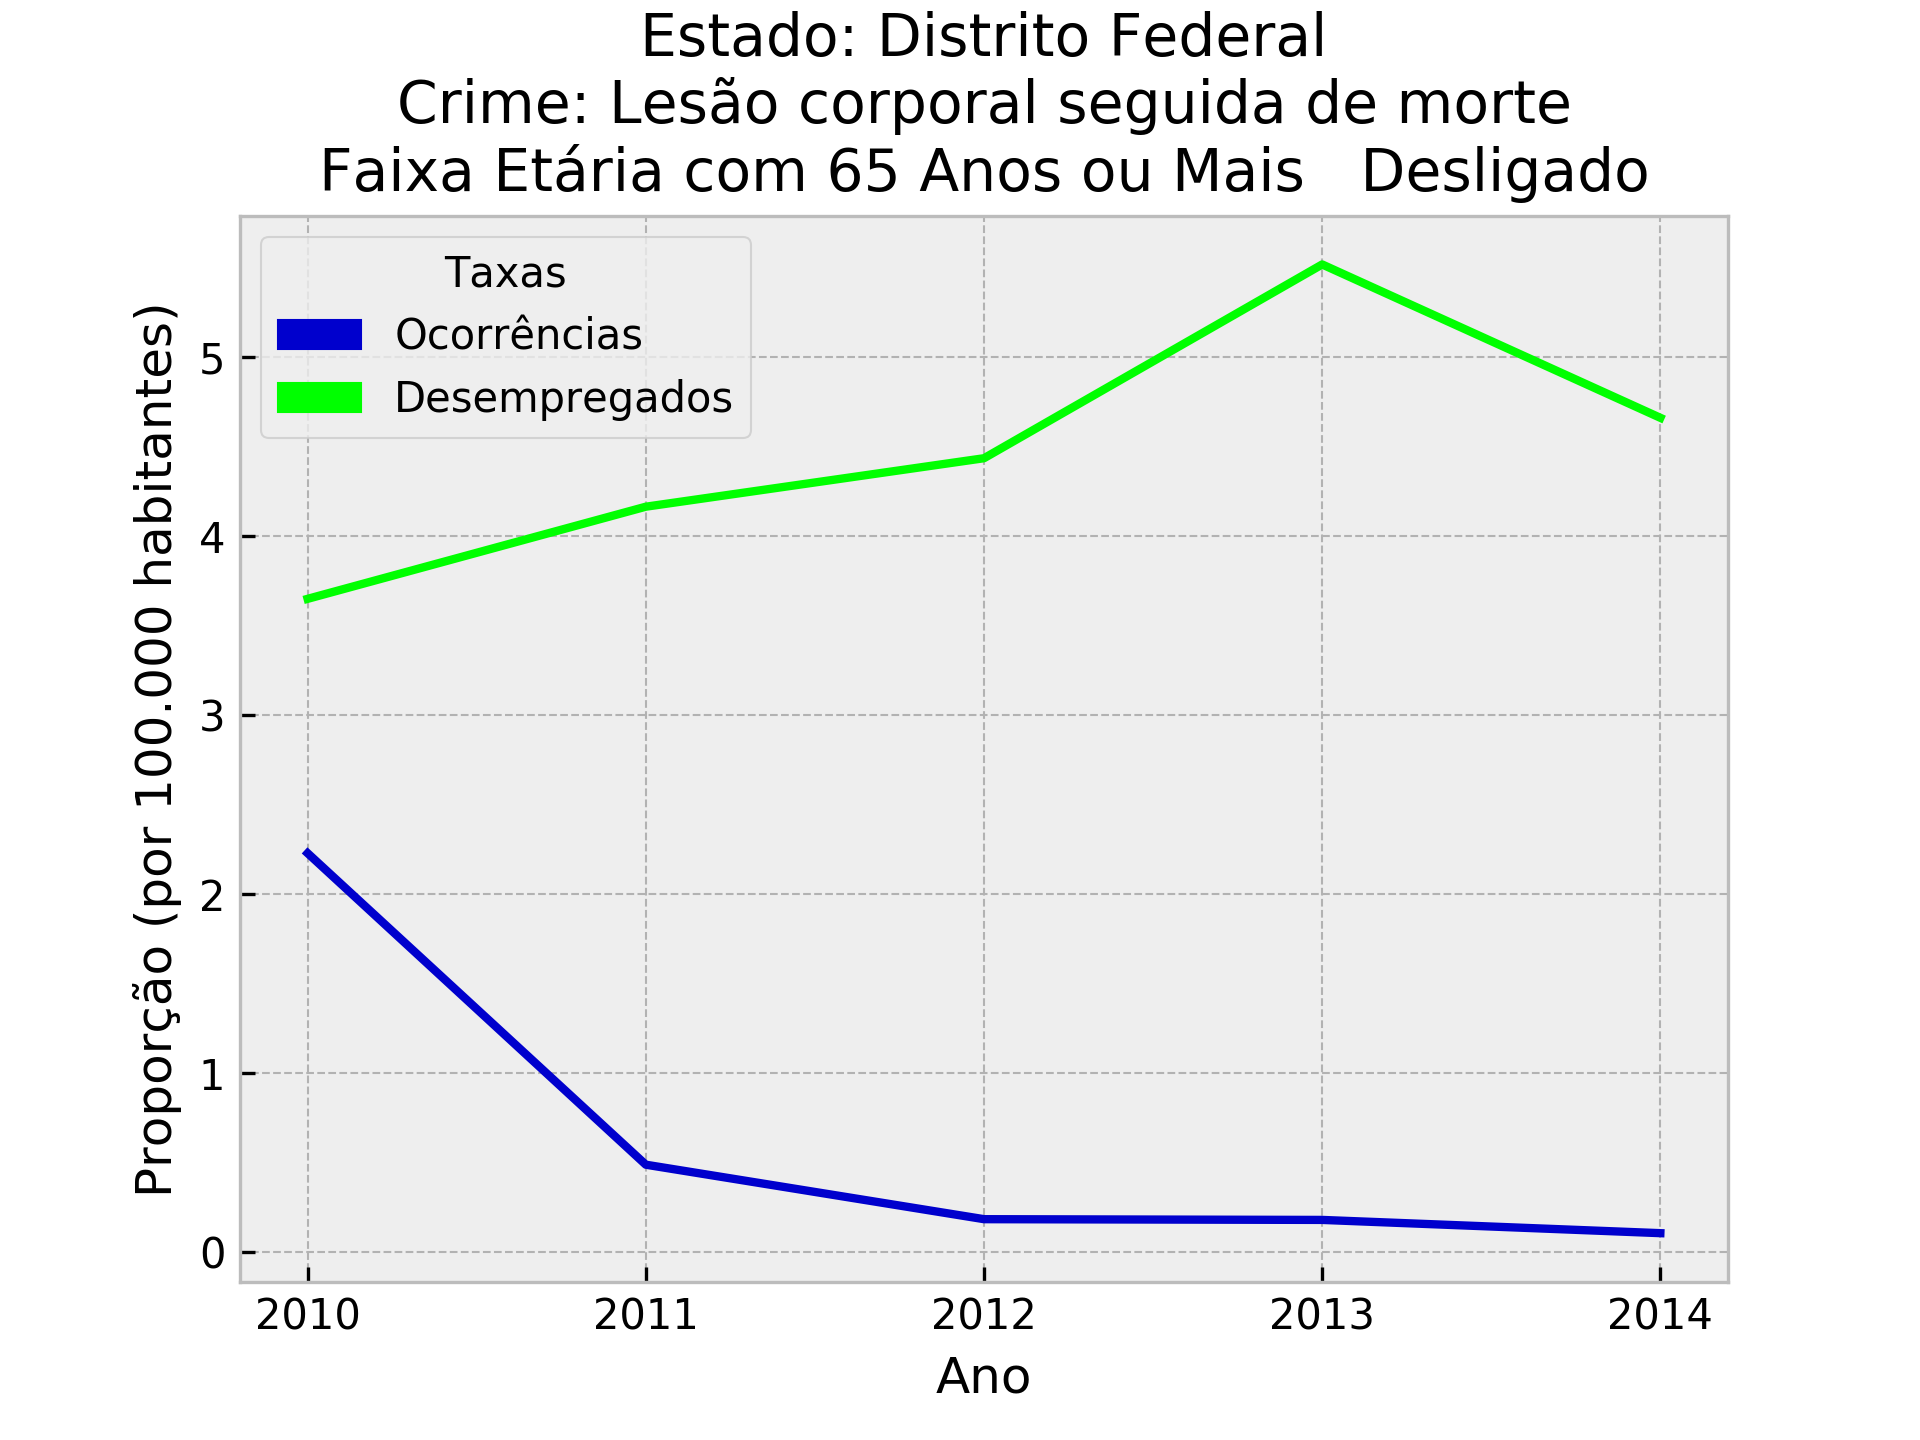 Estado: Distrito Federal
Crime: Lesão corporal seguida de morte
Faixa Etária com 65 Anos ou Mais   Desligado
Taxas
Ocorrências
Desempregados
Proporção (por 100.000 habitantes)
5
4
3
2
1
0
2010 2011 2012 2013 2014
Ano